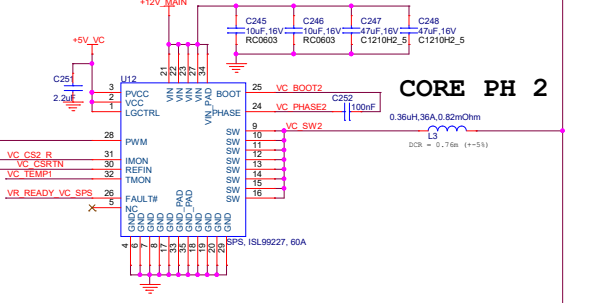 +12V_MAIN
+5V_VC
C245
10uF,16V
RC0603
C246
10uF,16V
RC0603
C247
47uF,16V
C1210H2_5
C248
47uF,16V
C1210H2_5
CORE PH 2
C25
2.2uF
U12
21
22
23
27
34
VIN
VIN
VIN
VIN
VIN_PAD
3 PVCC
2 VCC
1 LGCTRL
28 PWM
VC_CS2_R 31 IMON
VC_CSRTN 30 REFIN
VC_TEMP1 32 TMON
VR_READY_VC_SPS 26 FAULT#
5 NC
BOOT 25 VC_BOOT2
PHASE 24 VC_PHASE2
C252
100nF
SW 9 VC_SW2
SW 10
SW 11
SW 12
SW 13
SW 14
SW 15
SW 16
0.36uH,36A,0.82mOhm
L3
DCR = 0.76m (+-5%)
GND
GND
GND
GND
GND
GND_PAD
GND_PAD
GND
GND
GND
GND
4
6
7
8
17
33
35
18
19
20
29
SPS, ISL99227, 60A